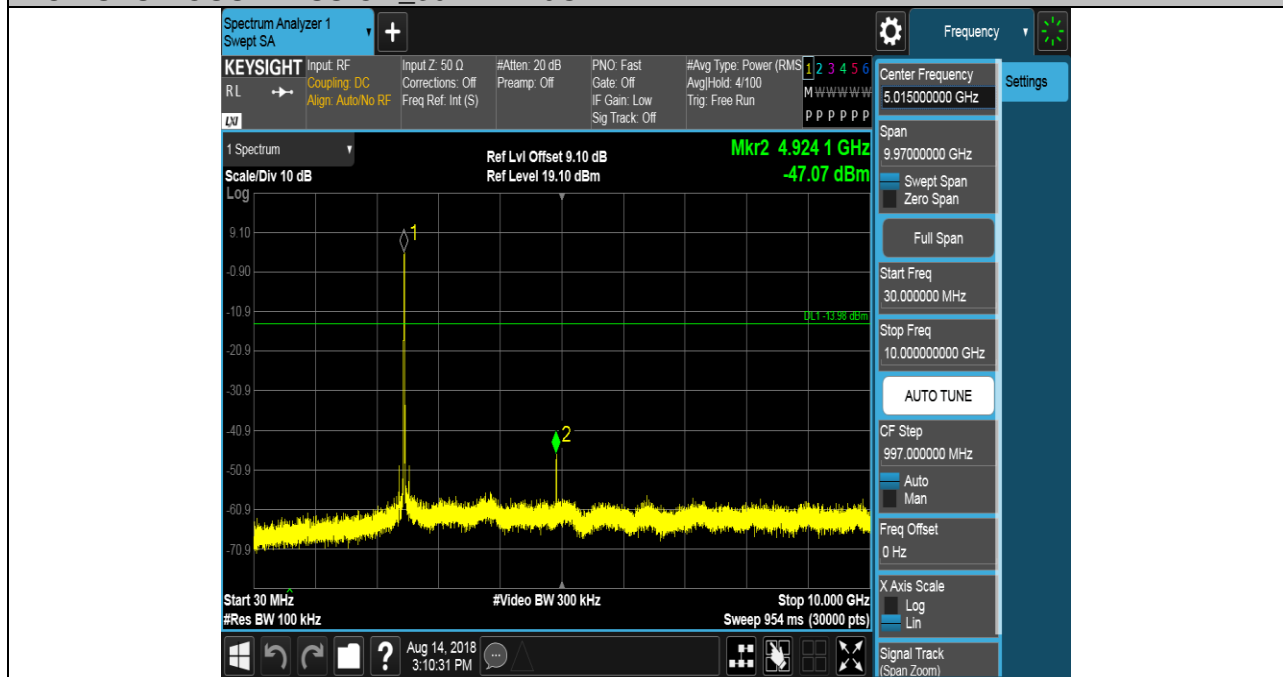 Spectrum Analyzer 1
Swept SA
+
Frequency
KEYSIGHT
RL
LXI
Input: RF
Coupling: DC
Align: Auto/No RF
Input Z: 50 Ω
Corrections: Off
Freq Ref: Int (S)
#Atten: 20 dB
Preamp: Off
PNO: Fast
Gate: Off
IF Gain: Low
Sig Track: Off
#Avg Type: Power (RMS
Avg|Hold: 4/100
Trig: Free Run
1 2 3 4 5 6
M W W W W W
P P P P P P
1 Spectrum
Scale/Div 10 dB
Log
Ref Lvl Offset 9.10 dB
Ref Level 19.10 dBm
Mkr2 4.924 1 GHz
-47.07 dBm
9.10
-0.90
-10.9
-20.9
-30.9
-40.9
-50.9
-60.9
-70.9
1
DL1 -13.98 dBm
2
Start 30 MHz
#Res BW 100 kHz
#Video BW 300 kHz
Stop 10.000 GHz
Sweep 954 ms (30000 pts)
?
Aug 14, 2018
3:10:31 PM
Center Frequency
5.015000000 GHz
Settings
Span
9.97000000 GHz
Swept Span
Zero Span
Full Span
Start Freq
30.000000 MHz
Stop Freq
10.000000000 GHz
AUTO TUNE
CF Step
997.000000 MHz
Auto
Man
Freq Offset
0 Hz
X Axis Scale
Log
Lin
Signal Track
(Span Zoom)